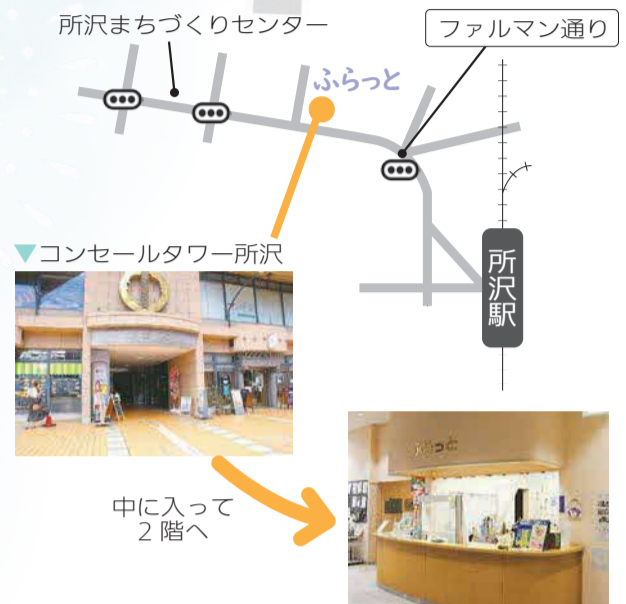 所沢まちづくりセンター
ファルマン通り
ふらっと
▼コンセールタワー所沢
所沢駅
ふらっと
中に入って
2階へ